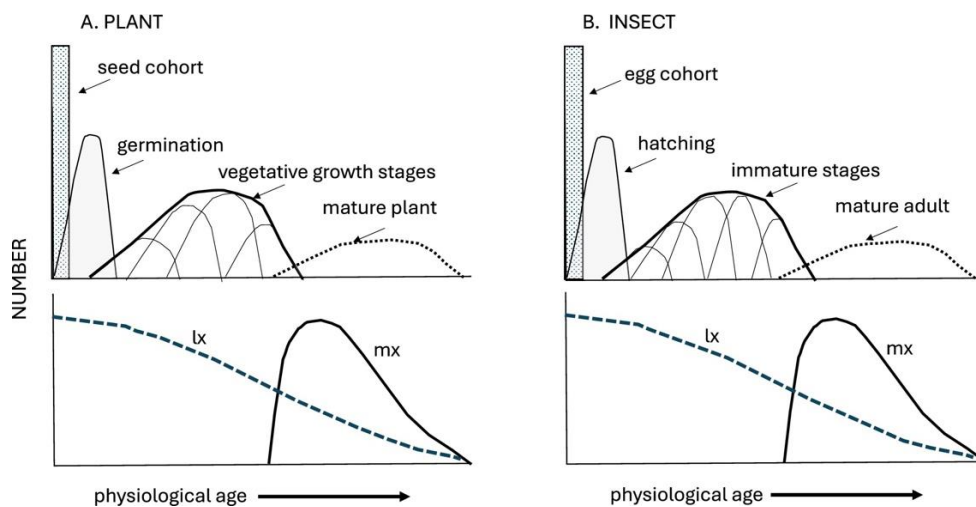 A. PLANT
seed cohort
germination
vegetative growth stages
mature plant
B. INSECT
egg cohort
hatching
immature stages
mature adult
NUMBER
lx
mx
lx
mx
physiological age
physiological age